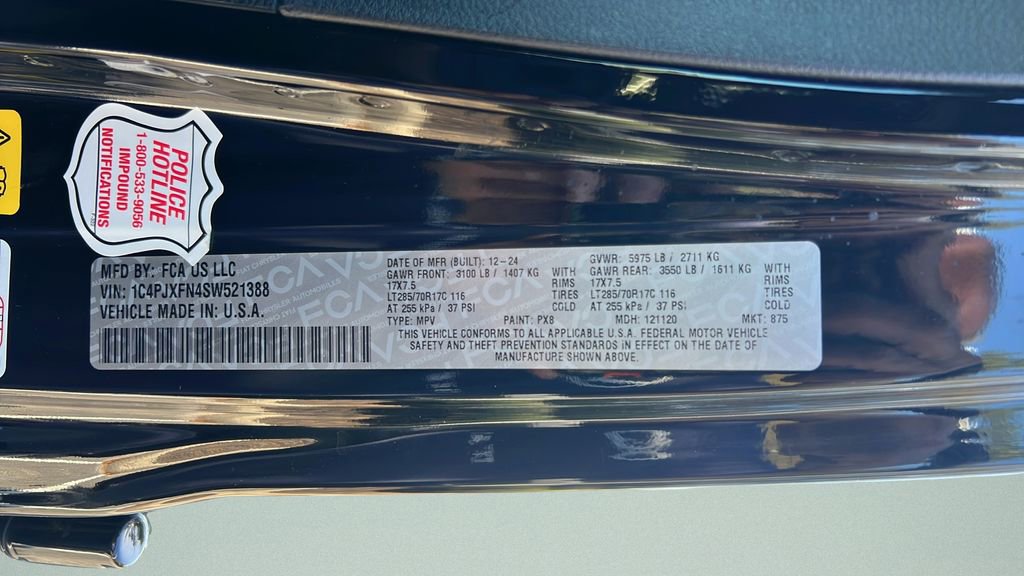 POLICE
HOTLINE
1-800-533-9056
IMPOUND
NOTIFICATIONS
MFD BY: FCA US LLC
VIN: 1C4PJXFN4SW521388
VEHICLE MADE IN: U.S.A.
DATE OF MFR (BUILT): 12-24
GAWR FRONT: 3100 LB / 1407 KG WITH
17X7.5 RIMS
LT285/70R17C 116 TIRES
AT 255 kPa / 37 PSI COLD
GVWR: 5975 LB / 2711 KG
GAWR REAR: 3550 LB / 1611 KG WITH
17X7.5 RIMS
LT285/70R17C 116 TIRES
AT 255 kPa / 37 PSI COLD
TYPE: MPV PAINT: PX8 MDH: 121120 MKT: 875
THIS VEHICLE CONFORMS TO ALL APPLICABLE U.S.A. FEDERAL MOTOR VEHICLE
SAFETY AND THEFT PREVENTION STANDARDS IN EFFECT ON THE DATE OF
MANUFACTURE SHOWN ABOVE.